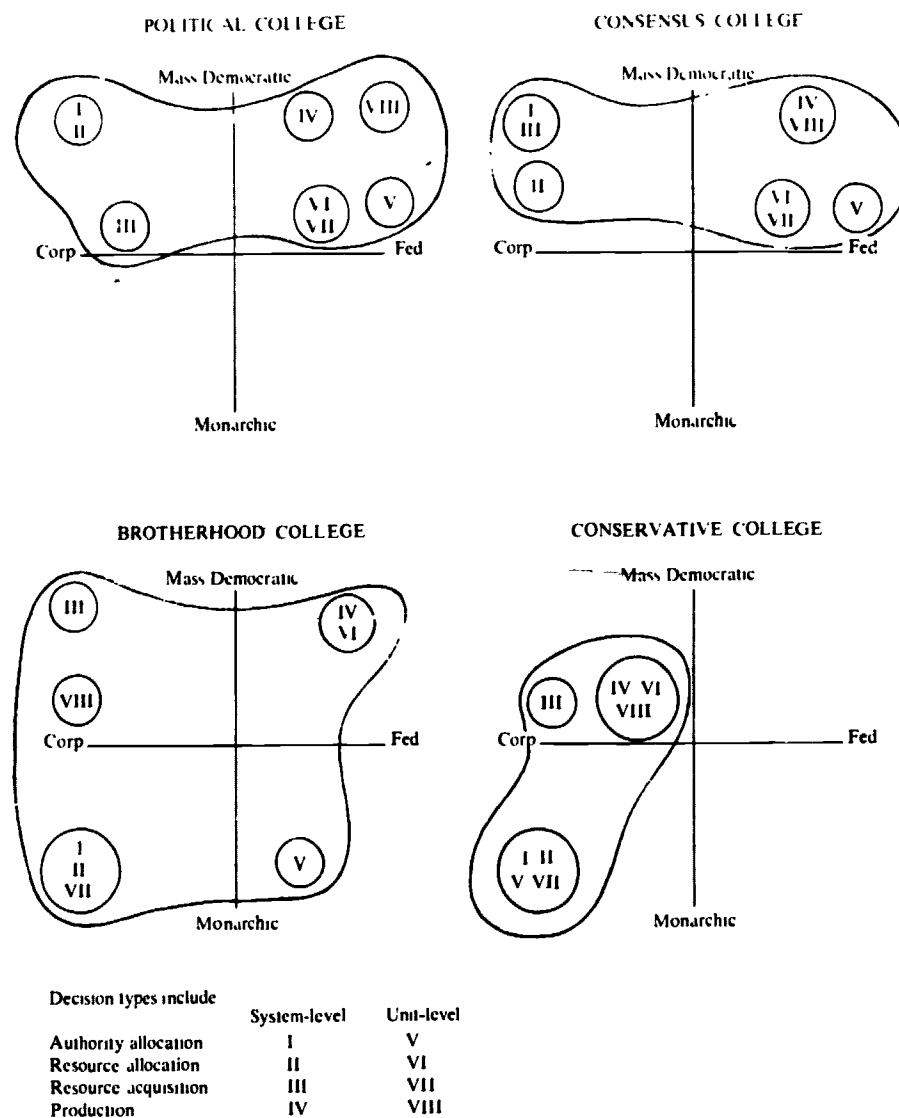 POLITICAL COLLEGE
Mass Democratic
I
II
IV
VIII
III
VI
VII
V
Corp
Fed
Monarchic
CONSENSUS COLLEGE
Mass Democratic
I
III
IV
VIII
II
VI
VII
V
Corp
Fed
Monarchic
BROTHERHOOD COLLEGE
Mass Democratic
III
IV
VI
VIII
Corp
Fed
I
II
VII
V
Monarchic
CONSERVATIVE COLLEGE
Mass Democratic
III
IV VI
VIII
Corp
Fed
I II
V VII
Monarchic
Decision types include
System-level Unit-level
Authority allocation I V
Resource allocation II VI
Resource acquisition III VII
Production IV VIII